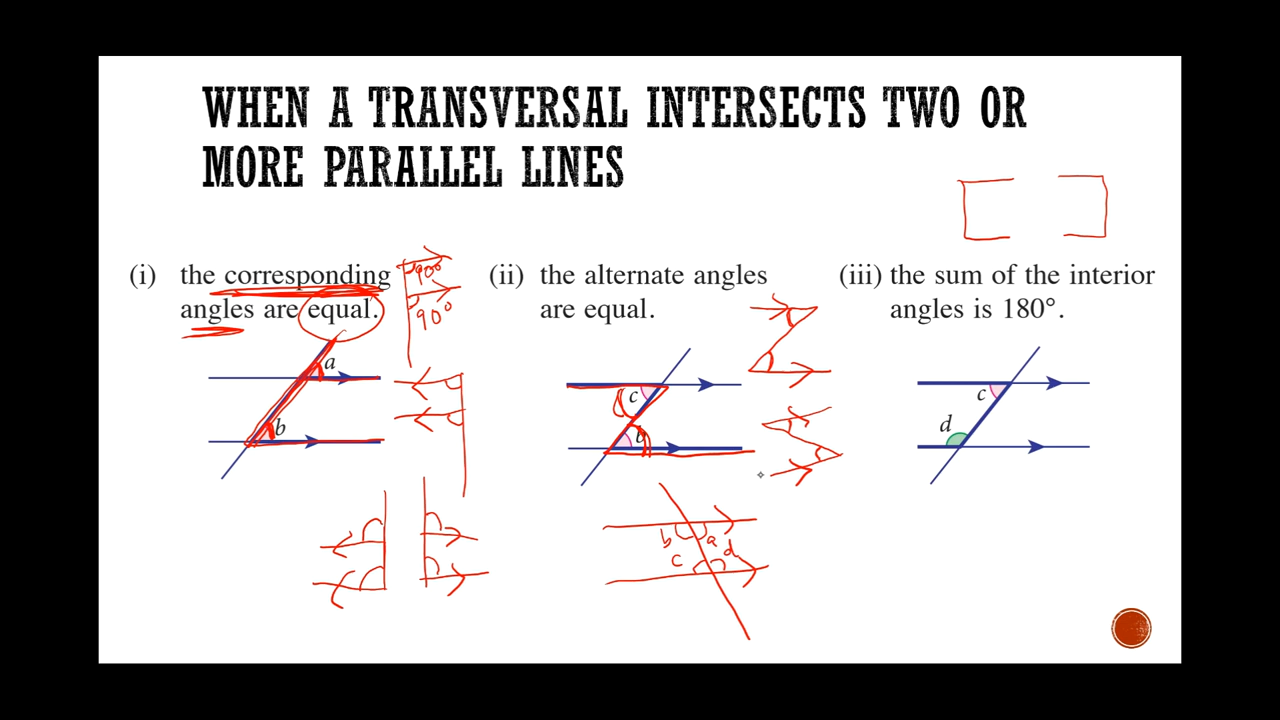 WHEN A TRANSVERSAL INTERSECTS TWO OR
MORE PARALLEL LINES
(i) the corresponding
angles are equal.
90°
90°
a
b
(ii) the alternate angles
are equal.
c
b
b
a
c
d
(iii) the sum of the interior
angles is 180°.
c
d